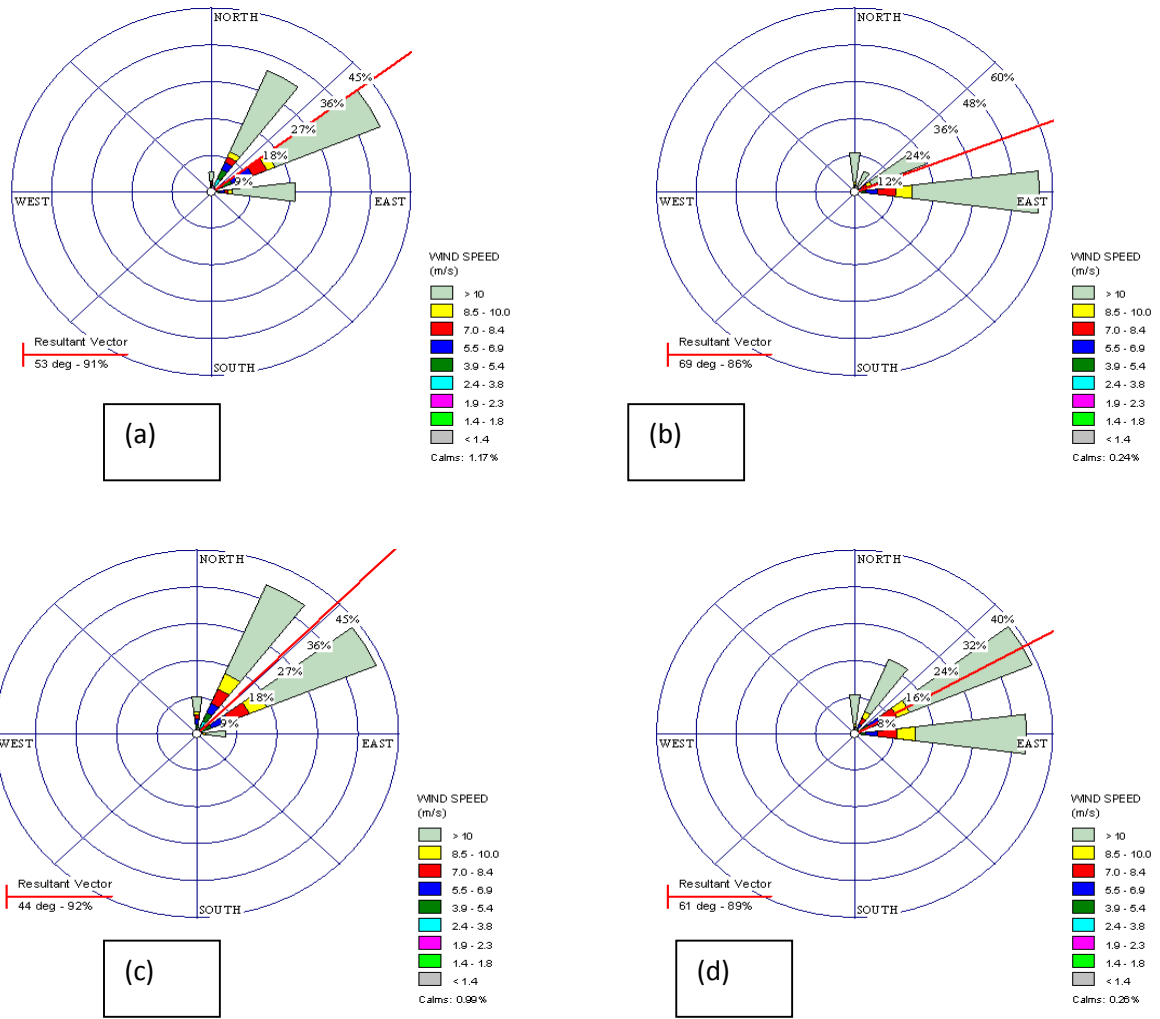 NORTH
45%
36%
27%
18%
9%
WEST
EAST
SOUTH
WIND SPEED
(m/s)
> 10
8.5 - 10.0
7.0 - 8.4
5.5 - 6.9
3.9 - 5.4
2.4 - 3.8
1.9 - 2.3
1.4 - 1.8
< 1.4
Calms: 1.17%
Resultant Vector
53 deg - 91%
(a)
NORTH
60%
48%
36%
24%
12%
WEST
EAST
SOUTH
WIND SPEED
(m/s)
> 10
8.5 - 10.0
7.0 - 8.4
5.5 - 6.9
3.9 - 5.4
2.4 - 3.8
1.9 - 2.3
1.4 - 1.8
< 1.4
Calms: 0.24%
Resultant Vector
69 deg - 86%
(b)
NORTH
45%
36%
27%
18%
9%
WEST
EAST
SOUTH
WIND SPEED
(m/s)
> 10
8.5 - 10.0
7.0 - 8.4
5.5 - 6.9
3.9 - 5.4
2.4 - 3.8
1.9 - 2.3
1.4 - 1.8
< 1.4
Calms: 0.99%
Resultant Vector
44 deg - 92%
(c)
NORTH
40%
32%
24%
16%
8%
WEST
EAST
SOUTH
WIND SPEED
(m/s)
> 10
8.5 - 10.0
7.0 - 8.4
5.5 - 6.9
3.9 - 5.4
2.4 - 3.8
1.9 - 2.3
1.4 - 1.8
< 1.4
Calms: 0.26%
Resultant Vector
61 deg - 89%
(d)